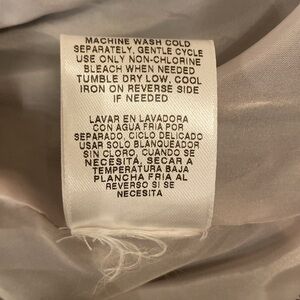 MACHINE WASH COLD
SEPARATELY, GENTLE CYCLE
USE ONLY NON-CHLORINE
BLEACH WHEN NEEDED
TUMBLE DRY LOW, COOL
IRON ON REVERSE SIDE
IF NEEDED
LAVAR EN LAVADORA
CON AGUA FRIA POR
SEPARADO, CICLO DELICADO
USAR SOLO BLANQUEADOR
SIN CLORO, CUANDO SE
NECESITA, SECAR A
TEMPERATURA BAJA
PLANCHA FRIA AL
REVERSO SI SE
NECESITA